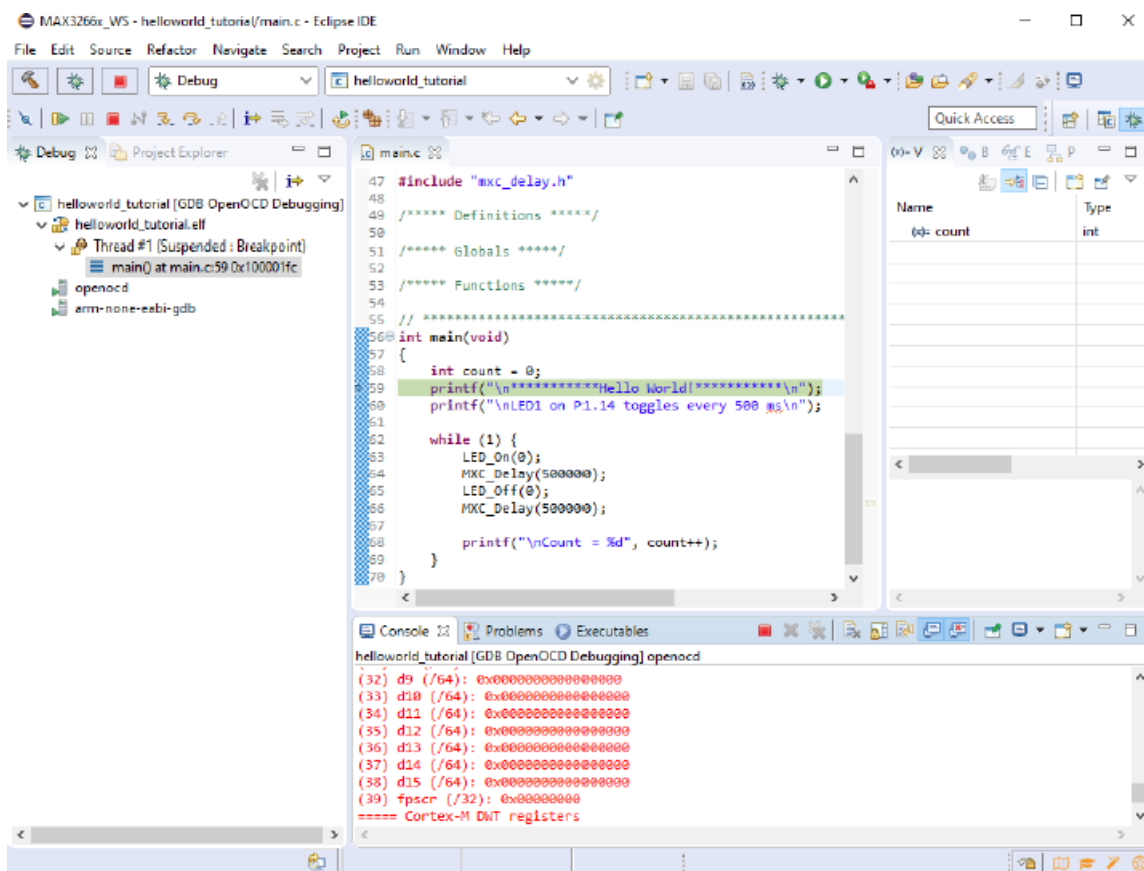 MAX3266x_WS - helloworld_tutorial/main.c - Eclipse IDE
File Edit Source Refactor Navigate Search Project Run Window Help
Debug
helloworld_tutorial
Quick Access
Debug
Project Explorer
helloworld_tutorial [GDB OpenOCD Debugging]
helloworld_tutorial.elf
Thread #1 (Suspended : Breakpoint)
main() at main.c:59 0x100001fc
openocd
arm-none-eabi-gdb
main.c
47 #include "mxc_delay.h"
48
49 /***** Definitions *****/
50
51 /***** Globals *****/
52
53 /***** Functions *****/
54
55 // *****************************************************
56 int main(void)
57 {
58 int count = 0;
59 printf("\n***********Hello World!***********\n");
60 printf("\nLED1 on P1.14 toggles every 500 ms\n");
61
62 while (1) {
63 LED_On(0);
64 MXC_Delay(500000);
65 LED_Off(0);
66 MXC_Delay(500000);
67
68 printf("\nCount = %d", count++);
69 }
70 }
(x)= V B E P
Name Type
(x)= count int
Console Problems Executables
helloworld_tutorial [GDB OpenOCD Debugging] openocd
(32) d9 (/64): 0x0000000000000000
(33) d10 (/64): 0x0000000000000000
(34) d11 (/64): 0x0000000000000000
(35) d12 (/64): 0x0000000000000000
(36) d13 (/64): 0x0000000000000000
(37) d14 (/64): 0x0000000000000000
(38) d15 (/64): 0x0000000000000000
(39) fpscr (/32): 0x00000000
===== Cortex-M DWT registers